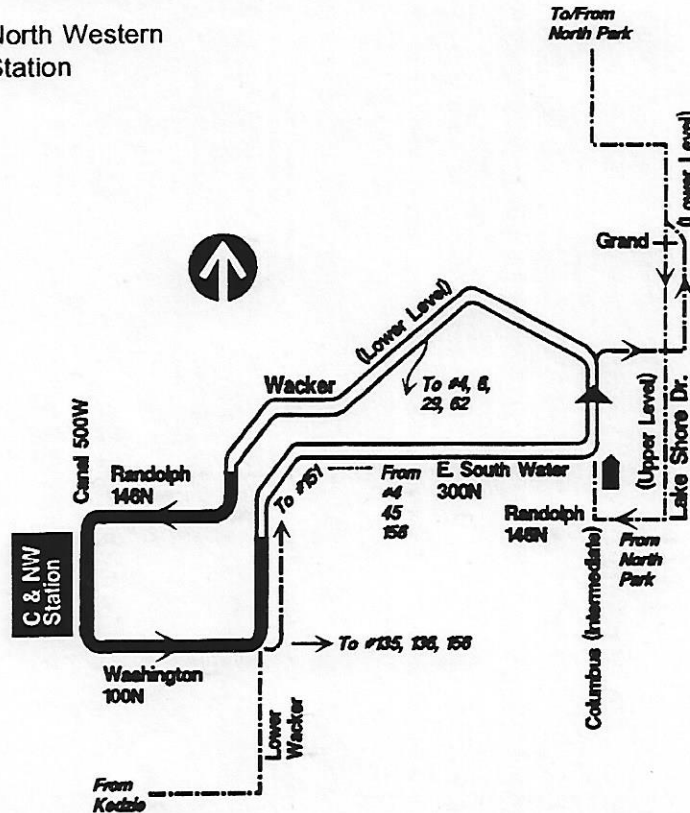 North Western
Station
To/From
North Park
(Lower Level)
Grand
(Lower Level)
Wacker
To #4, 8,
29, 62
Canal 500W
Randolph
146N
To #151
From
#4
45
156
E. South Water
300N
(Upper Level)
Lake Shore Dr.
Randolph
146N
From
North
Park
C & NW
Station
Columbus (Intermediate)
To #135, 136, 156
Washington
100N
Lower
Wacker
From
Kedzie